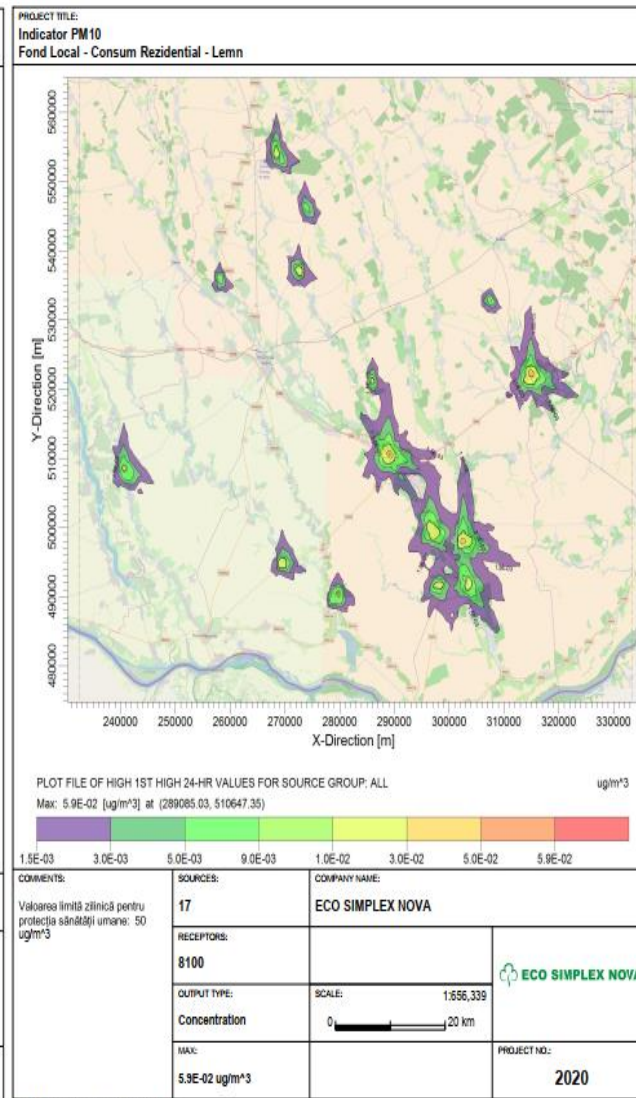 PROJECT TITLE:
Indicator PM10
Fond Local - Consum Rezidential - Lemn
Y-Direction [m]
560000
550000
540000
530000
520000
510000
500000
490000
480000
240000 250000 260000 270000 280000 290000 300000 310000 320000 330000
X-Direction [m]
PLOT FILE OF HIGH 1ST HIGH 24-HR VALUES FOR SOURCE GROUP: ALL
ug/m^3
Max: 5.9E-02 [ug/m^3] at (289085.03, 510647.35)
1.5E-03 3.0E-03 5.0E-03 9.0E-03 1.0E-02 3.0E-02 5.0E-02 5.9E-02
COMMENTS:
Valoarea limită zilinică pentru
protecția sănătății umane: 50
ug/m^3
SOURCES:
17
RECEPTORS:
8100
OUTPUT TYPE:
Concentration
MAX:
5.9E-02 ug/m^3
COMPANY NAME:
ECO SIMPLEX NOVA
SCALE: 1:656,339
0 20 km
ECO SIMPLEX NOVA
PROJECT NO.:
2020